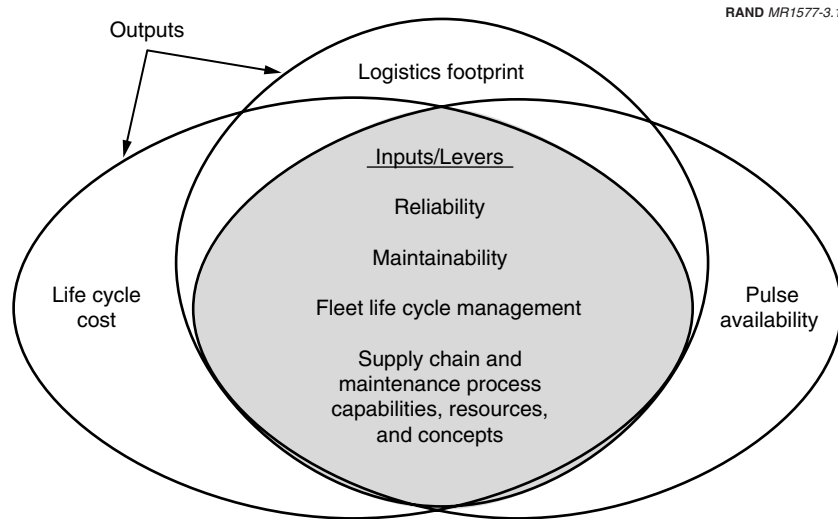 RAND MR1577-3.1
Outputs
Logistics footprint
Inputs/Levers
Reliability
Maintainability
Fleet life cycle management
Supply chain and
maintenance process
capabilities, resources,
and concepts
Life cycle
cost
Pulse
availability